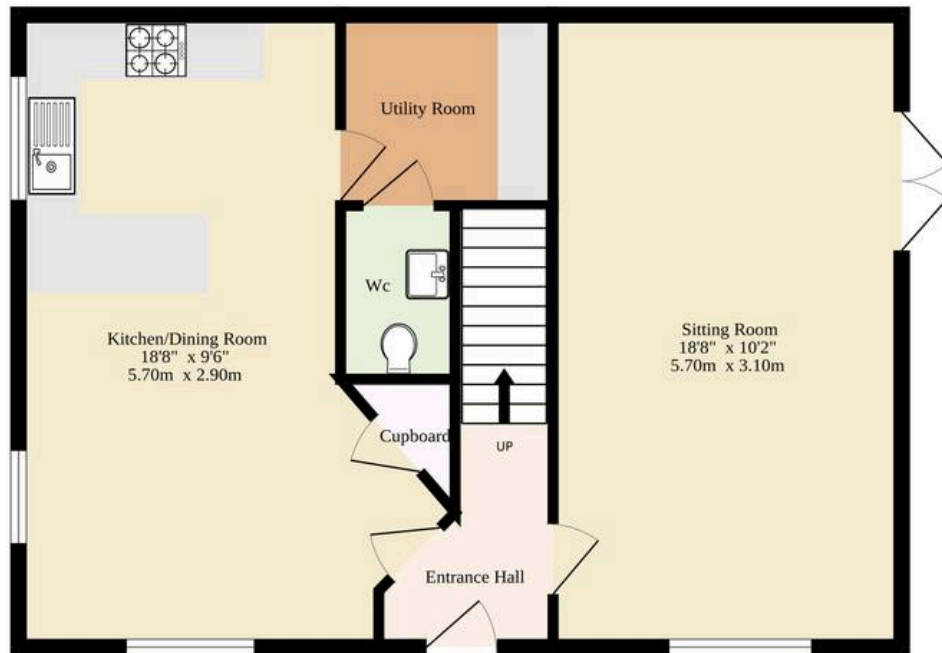 Utility Room
Wc
Kitchen/Dining Room
18'8" x 9'6"
5.70m x 2.90m
Sitting Room
18'8" x 10'2"
5.70m x 3.10m
Cupboard
UP
Entrance Hall